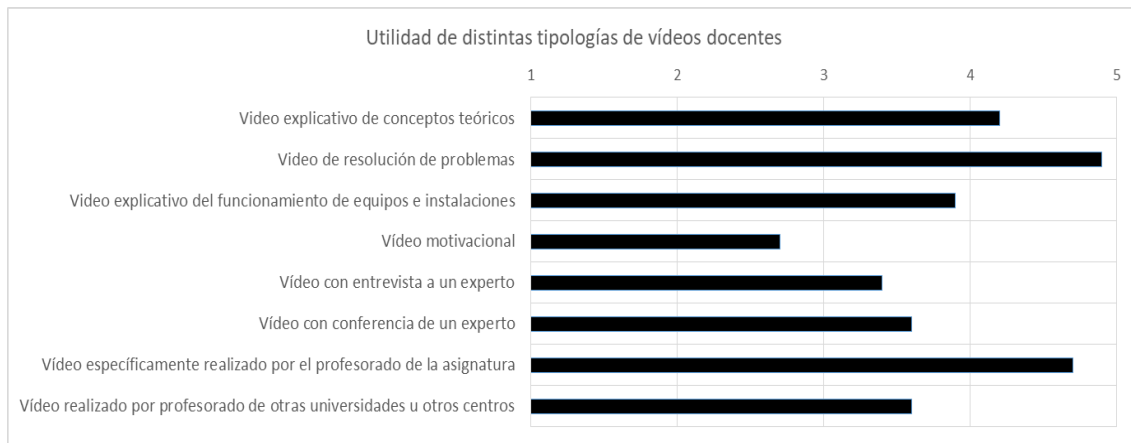 Utilidad de distintas tipologías de vídeos docentes
1 2 3 4 5
Video explicativo de conceptos teóricos
Video de resolución de problemas
Video explicativo del funcionamiento de equipos e instalaciones
Vídeo motivacional
Vídeo con entrevista a un experto
Vídeo con conferencia de un experto
Vídeo específicamente realizado por el profesorado de la asignatura
Vídeo realizado por profesorado de otras universidades u otros centros